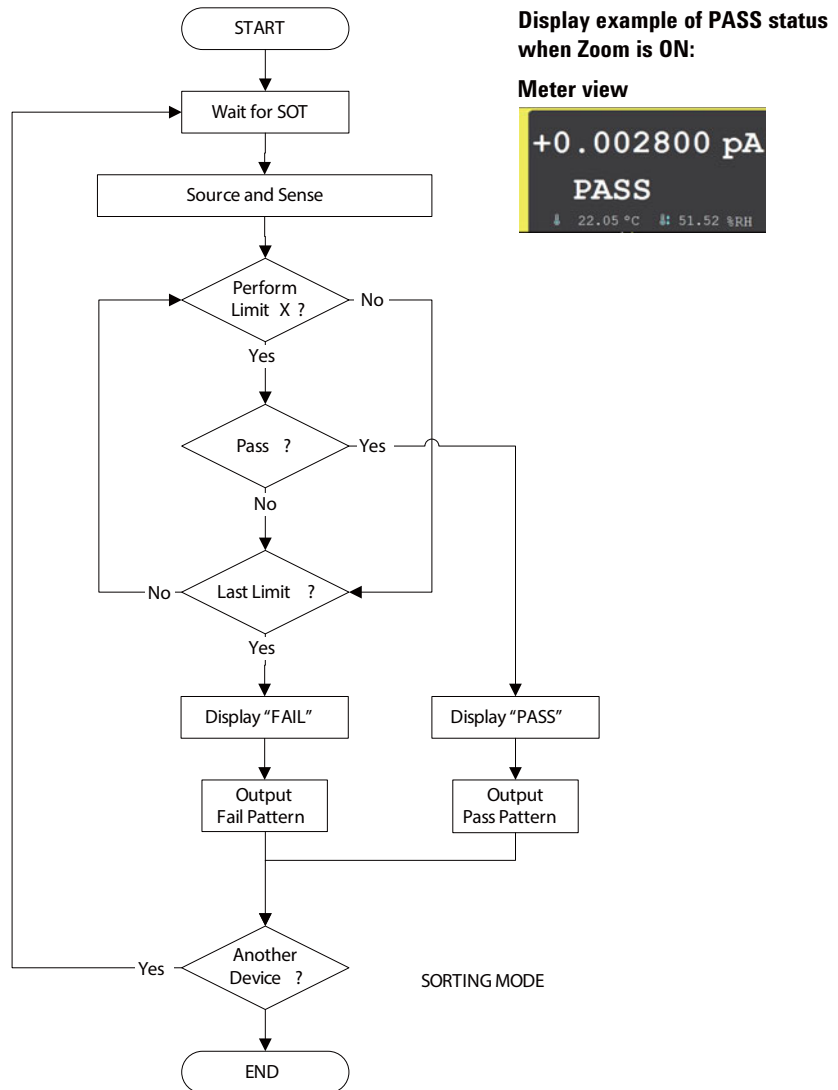 START
Wait for SOT
Source and Sense
Perform
Limit X ?
No
Yes
Pass ?
Yes
No
Last Limit ?
No
Yes
Display “FAIL”
Display “PASS”
Output
Fail Pattern
Output
Pass Pattern
Another
Device ?
Yes
SORTING MODE
END
Display example of PASS status
when Zoom is ON:
Meter view
+0.002800 pA
PASS
22.05 °C 51.52 %RH